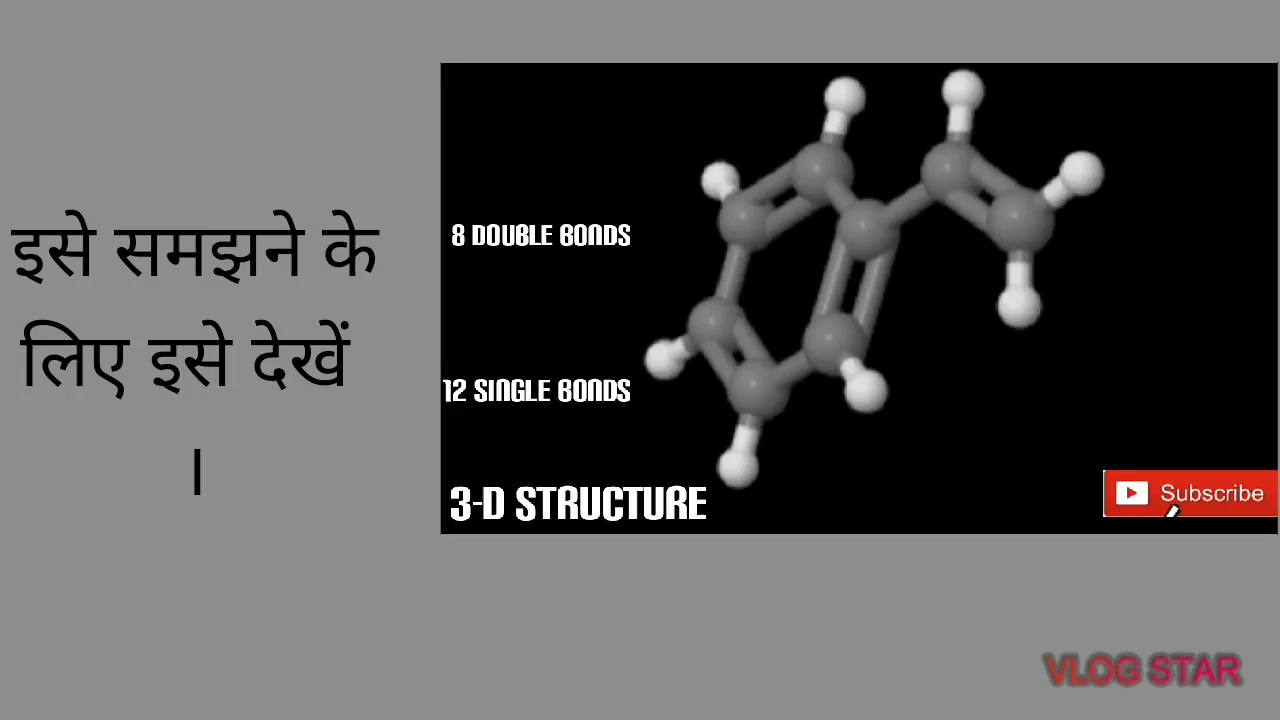 इसे समझने के
लिए इसे देखें
।
8 DOUBLE BONDS
12 SINGLE BONDS
3-D STRUCTURE
Subscribe
VLOG STAR